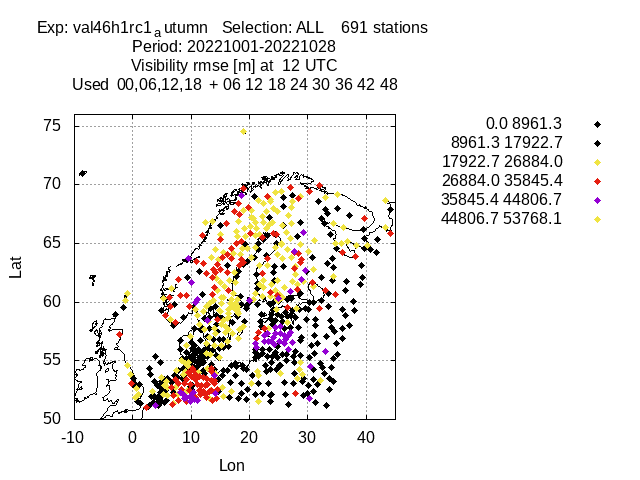 Exp: val46h1rc1autumn Selection: ALL 691 stations
Period: 20221001-20221028
Visibility rmse [m] at 12 UTC
Used 00,06,12,18 + 06 12 18 24 30 36 42 48
0.0 8961.3
8961.3 17922.7
17922.7 26884.0
26884.0 35845.4
35845.4 44806.7
44806.7 53768.1
75
70
65
60
55
50
Lat
-10 0 10 20 30 40
Lon